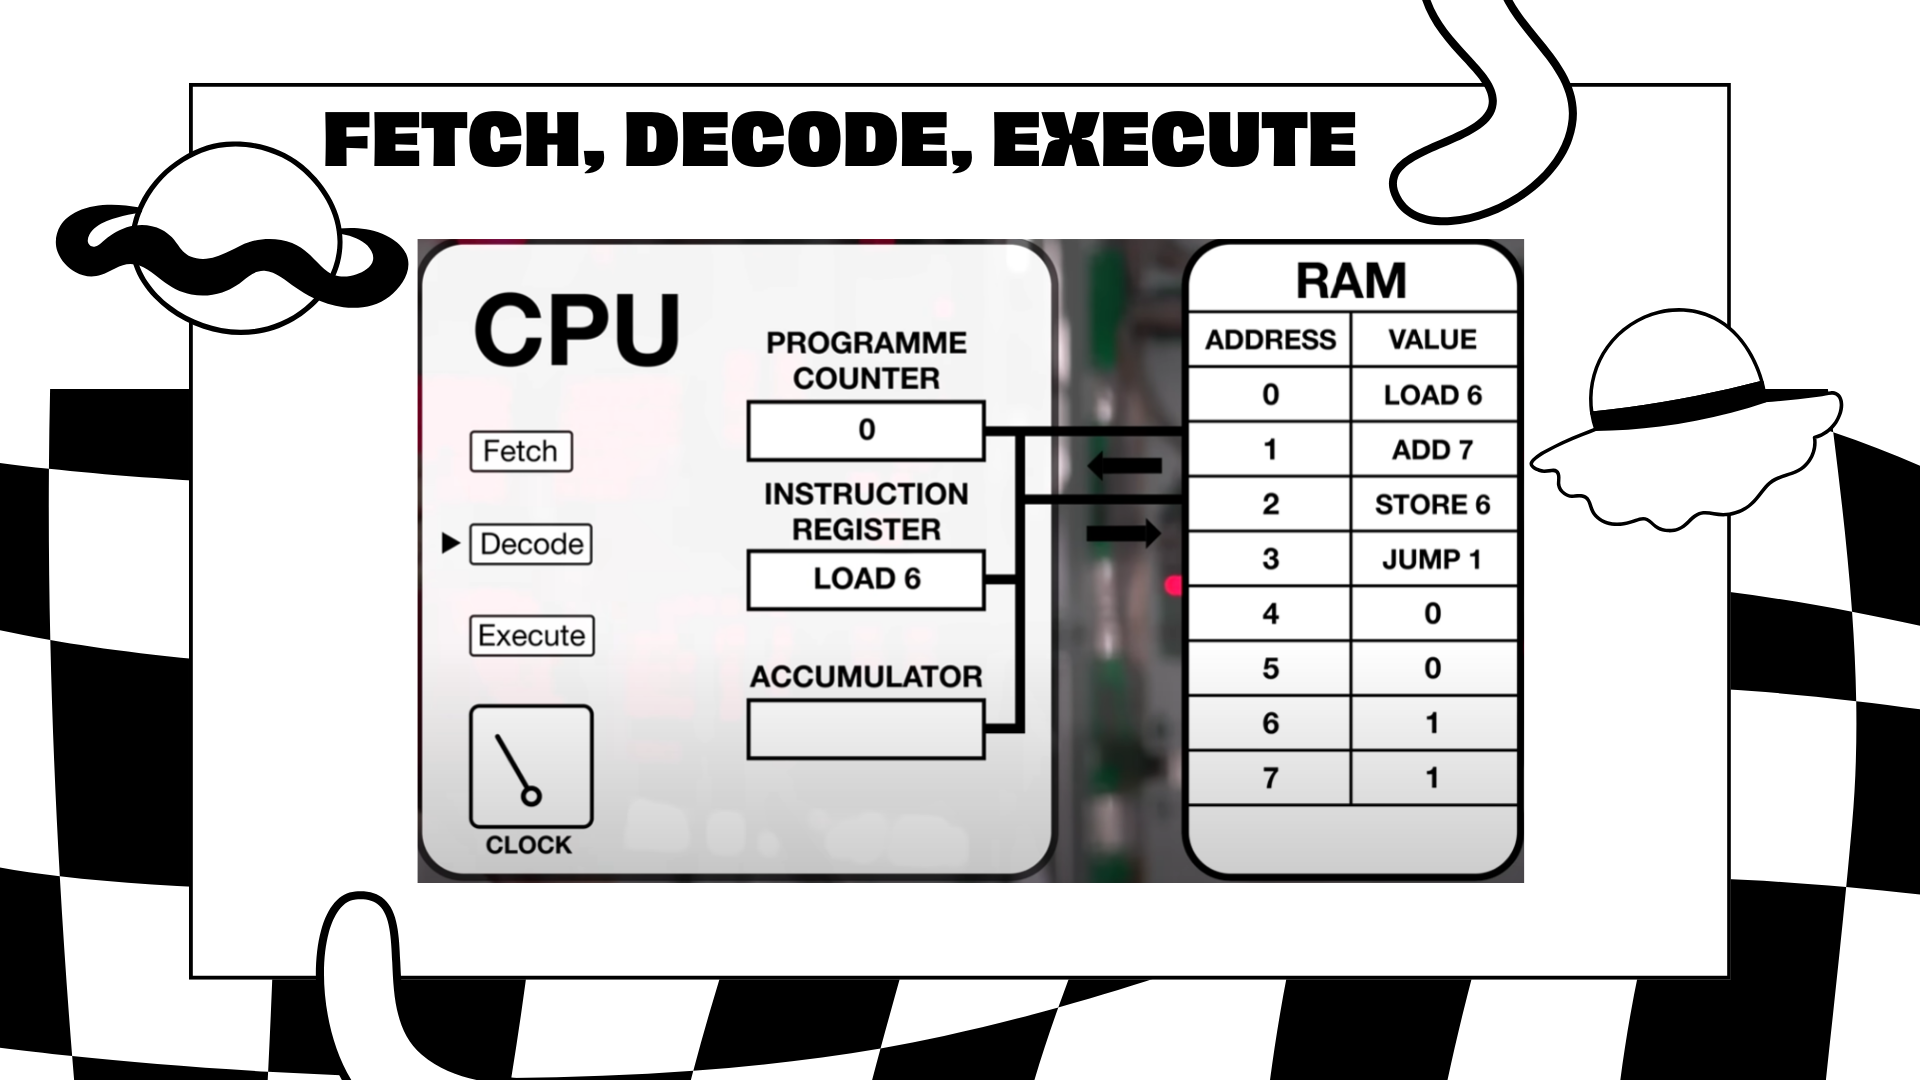 FETCH, DECODE, EXECUTE
CPU
Fetch
Decode
Execute
CLOCK
PROGRAMME
COUNTER
0
INSTRUCTION
REGISTER
LOAD 6
ACCUMULATOR
RAM
ADDRESS VALUE
0 LOAD 6
1 ADD 7
2 STORE 6
3 JUMP 1
4 0
5 0
6 1
7 1